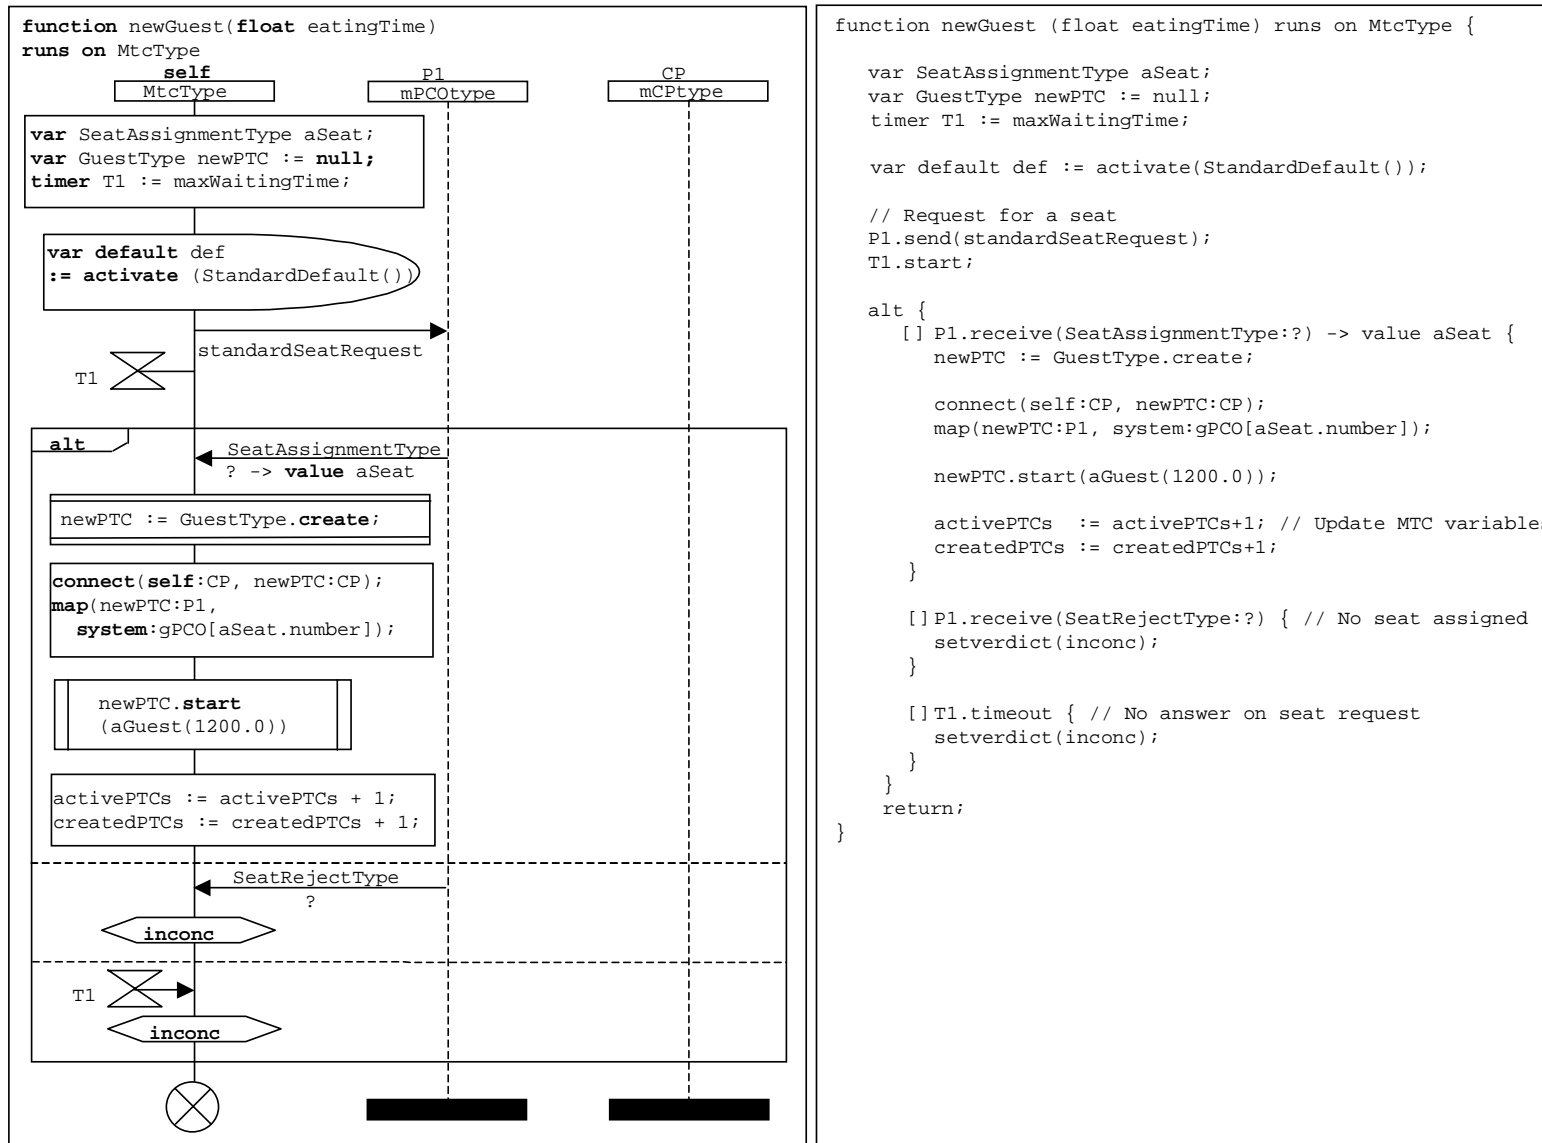 function newGuest(float eatingTime)
runs on MtcType
self
MtcType
P1
mPCOtype
CP
mCPtype
var SeatAssignmentType aSeat;
var GuestType newPTC := null;
timer T1 := maxWaitingTime;
var default def
:= activate (StandardDefault())
standardSeatRequest
T1
alt
SeatAssignmentType
? -> value aSeat
newPTC := GuestType.create;
connect(self:CP, newPTC:CP);
map(newPTC:P1,
system:gPCO[aSeat.number]);
newPTC.start
(aGuest(1200.0))
activePTCs := activePTCs + 1;
createdPTCs := createdPTCs + 1;
SeatRejectType
?
inconc
T1
inconc
function newGuest (float eatingTime) runs on MtcType {
var SeatAssignmentType aSeat;
var GuestType newPTC := null;
timer T1 := maxWaitingTime;
var default def := activate(StandardDefault());
// Request for a seat
P1.send(standardSeatRequest);
T1.start;
alt {
[] P1.receive(SeatAssignmentType:?) -> value aSeat {
newPTC := GuestType.create;
connect(self:CP, newPTC:CP);
map(newPTC:P1, system:gPCO[aSeat.number]);
newPTC.start(aGuest(1200.0));
activePTCs  := activePTCs+1; // Update MTC variables
createdPTCs := createdPTCs+1;
}
[] P1.receive(SeatRejectType:?) { // No seat assigned
setverdict(inconc);
}
[] T1.timeout { // No answer on seat request
setverdict(inconc);
}
}
return;
}